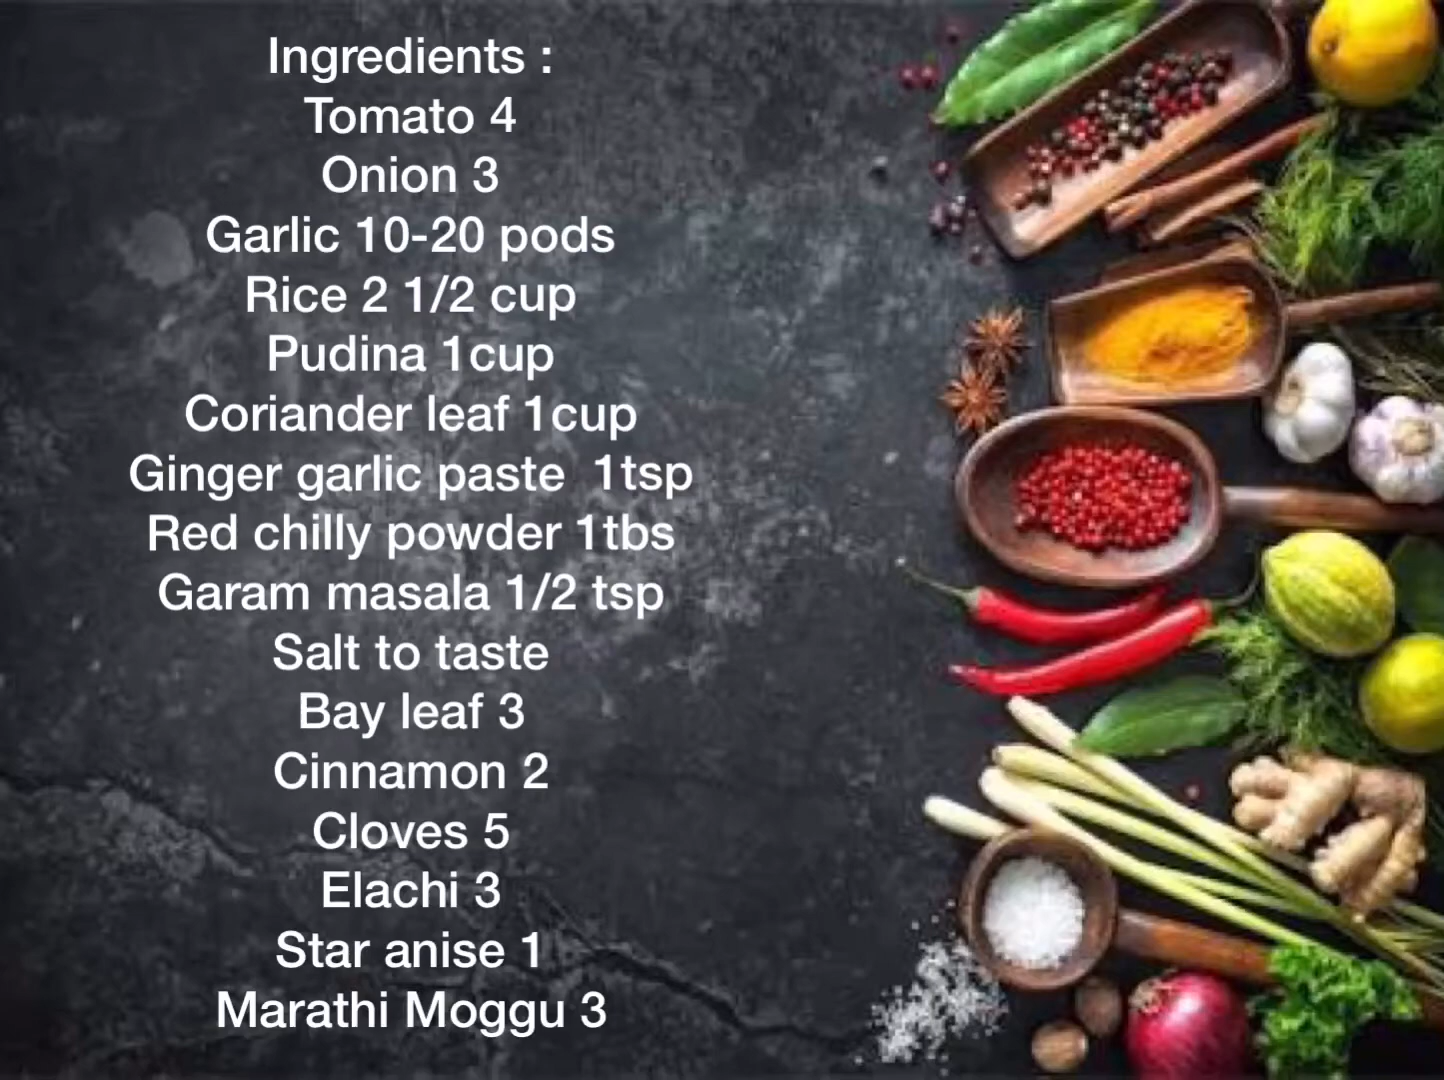 Ingredients :
Tomato 4
Onion 3
Garlic 10-20 pods
Rice 2 1/2 cup
Pudina 1cup
Coriander leaf 1cup
Ginger garlic paste  1tsp
Red chilly powder 1tbs
Garam masala 1/2 tsp
Salt to taste
Bay leaf 3
Cinnamon 2
Cloves 5
Elachi 3
Star anise 1
Marathi Moggu 3